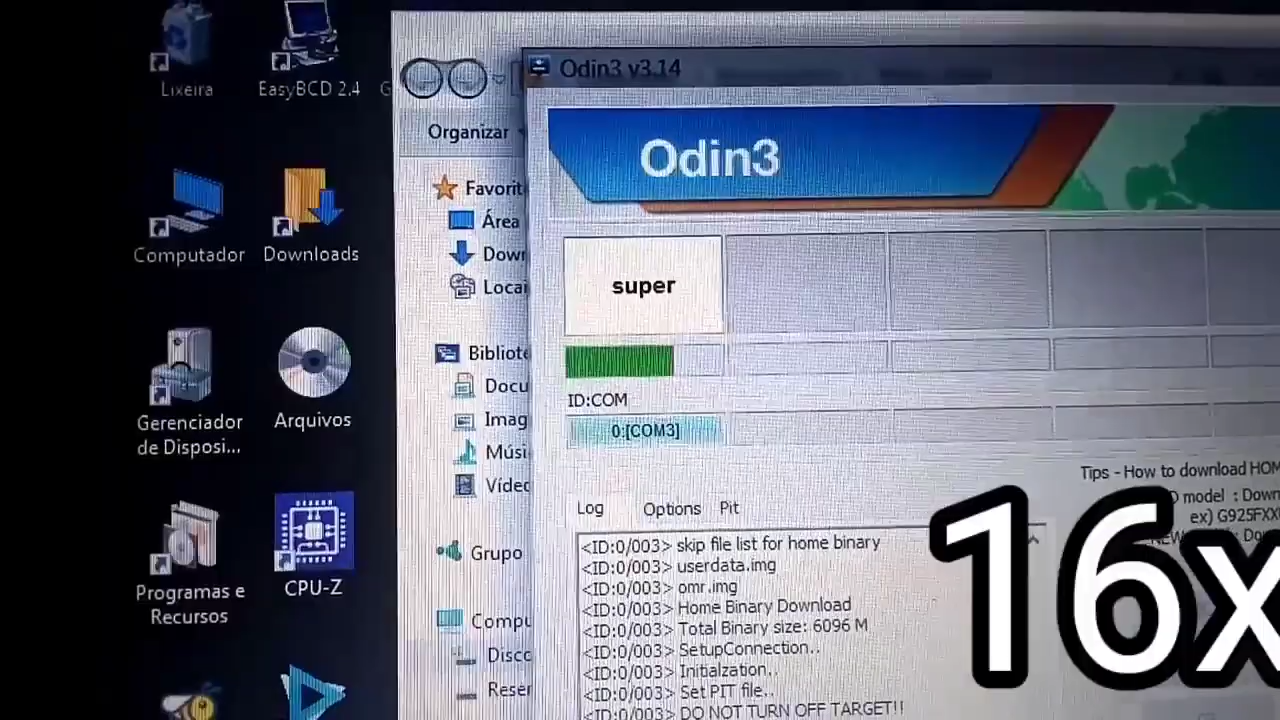 Lixeira
EasyBCD 2.4
Computador
Downloads
Gerenciador
de Disposi...
Arquivos
Programas e
Recursos
CPU-Z
Organizar
Favorit
Área
Down
Locai
Bibliote
Docu
Imag
Músi
Víde
Grupo
Compu
Disco
Reser
Odin3 v3.14
Odin3
super
ID:COM
0:[COM3]
Log
Options
Pit
<ID:0/003> skip file list for home binary
<ID:0/003> userdata.img
<ID:0/003> omr.img
<ID:0/003> Home Binary Download
<ID:0/003> Total Binary size: 6096 M
<ID:0/003> SetupConnection..
<ID:0/003> Initialzation..
<ID:0/003> Set PIT file..
<ID:0/003> DO NOT TURN OFF TARGET!!
Tips - How to download HOM
D model : Down
ex) G925FXX
16x